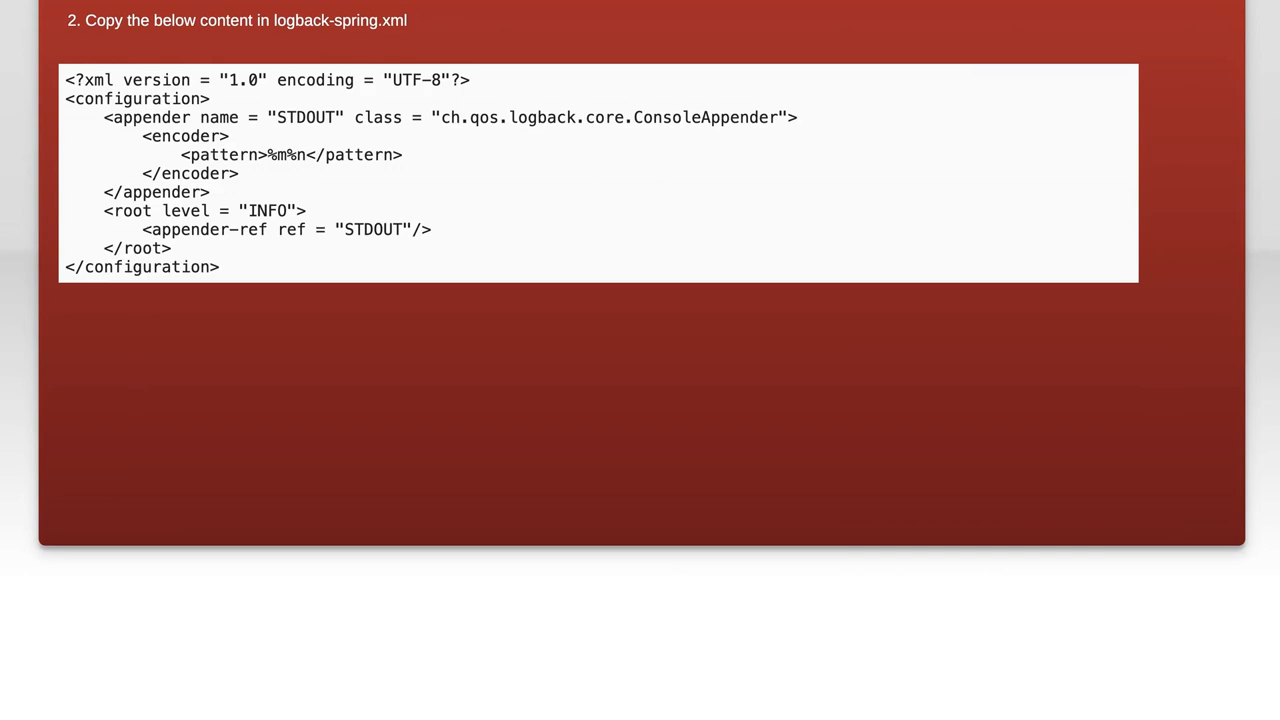 2. Copy the below content in logback-spring.xml
<?xml version = "1.0" encoding = "UTF-8"?>
<configuration>
    <appender name = "STDOUT" class = "ch.qos.logback.core.ConsoleAppender">
        <encoder>
            <pattern>%m%n</pattern>
        </encoder>
    </appender>
    <root level = "INFO">
        <appender-ref ref = "STDOUT"/>
    </root>
</configuration>